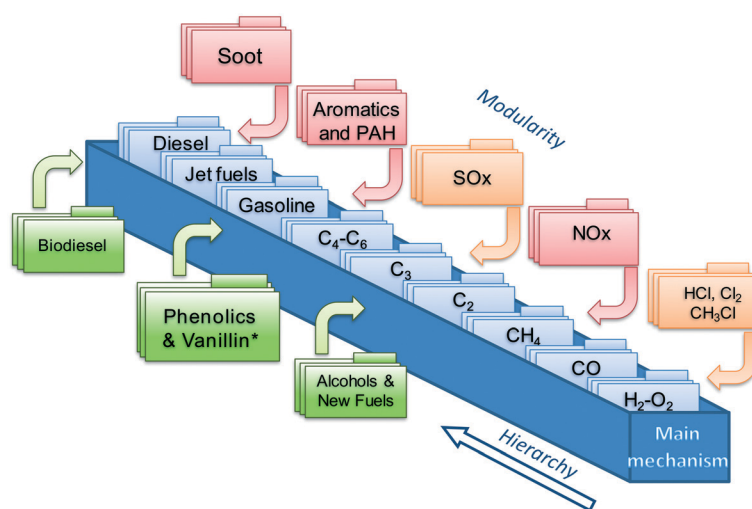 Soot
Aromatics
and PAH
Modularity
SOx
NOx
HCl, Cl₂
CH₃Cl
Diesel
Jet fuels
Gasoline
C₄-C₆
C₃
C₂
CH₄
CO
H₂-O₂
Biodiesel
Phenolics
& Vanillin*
Alcohols &
New Fuels
Hierarchy
Main
mechanism